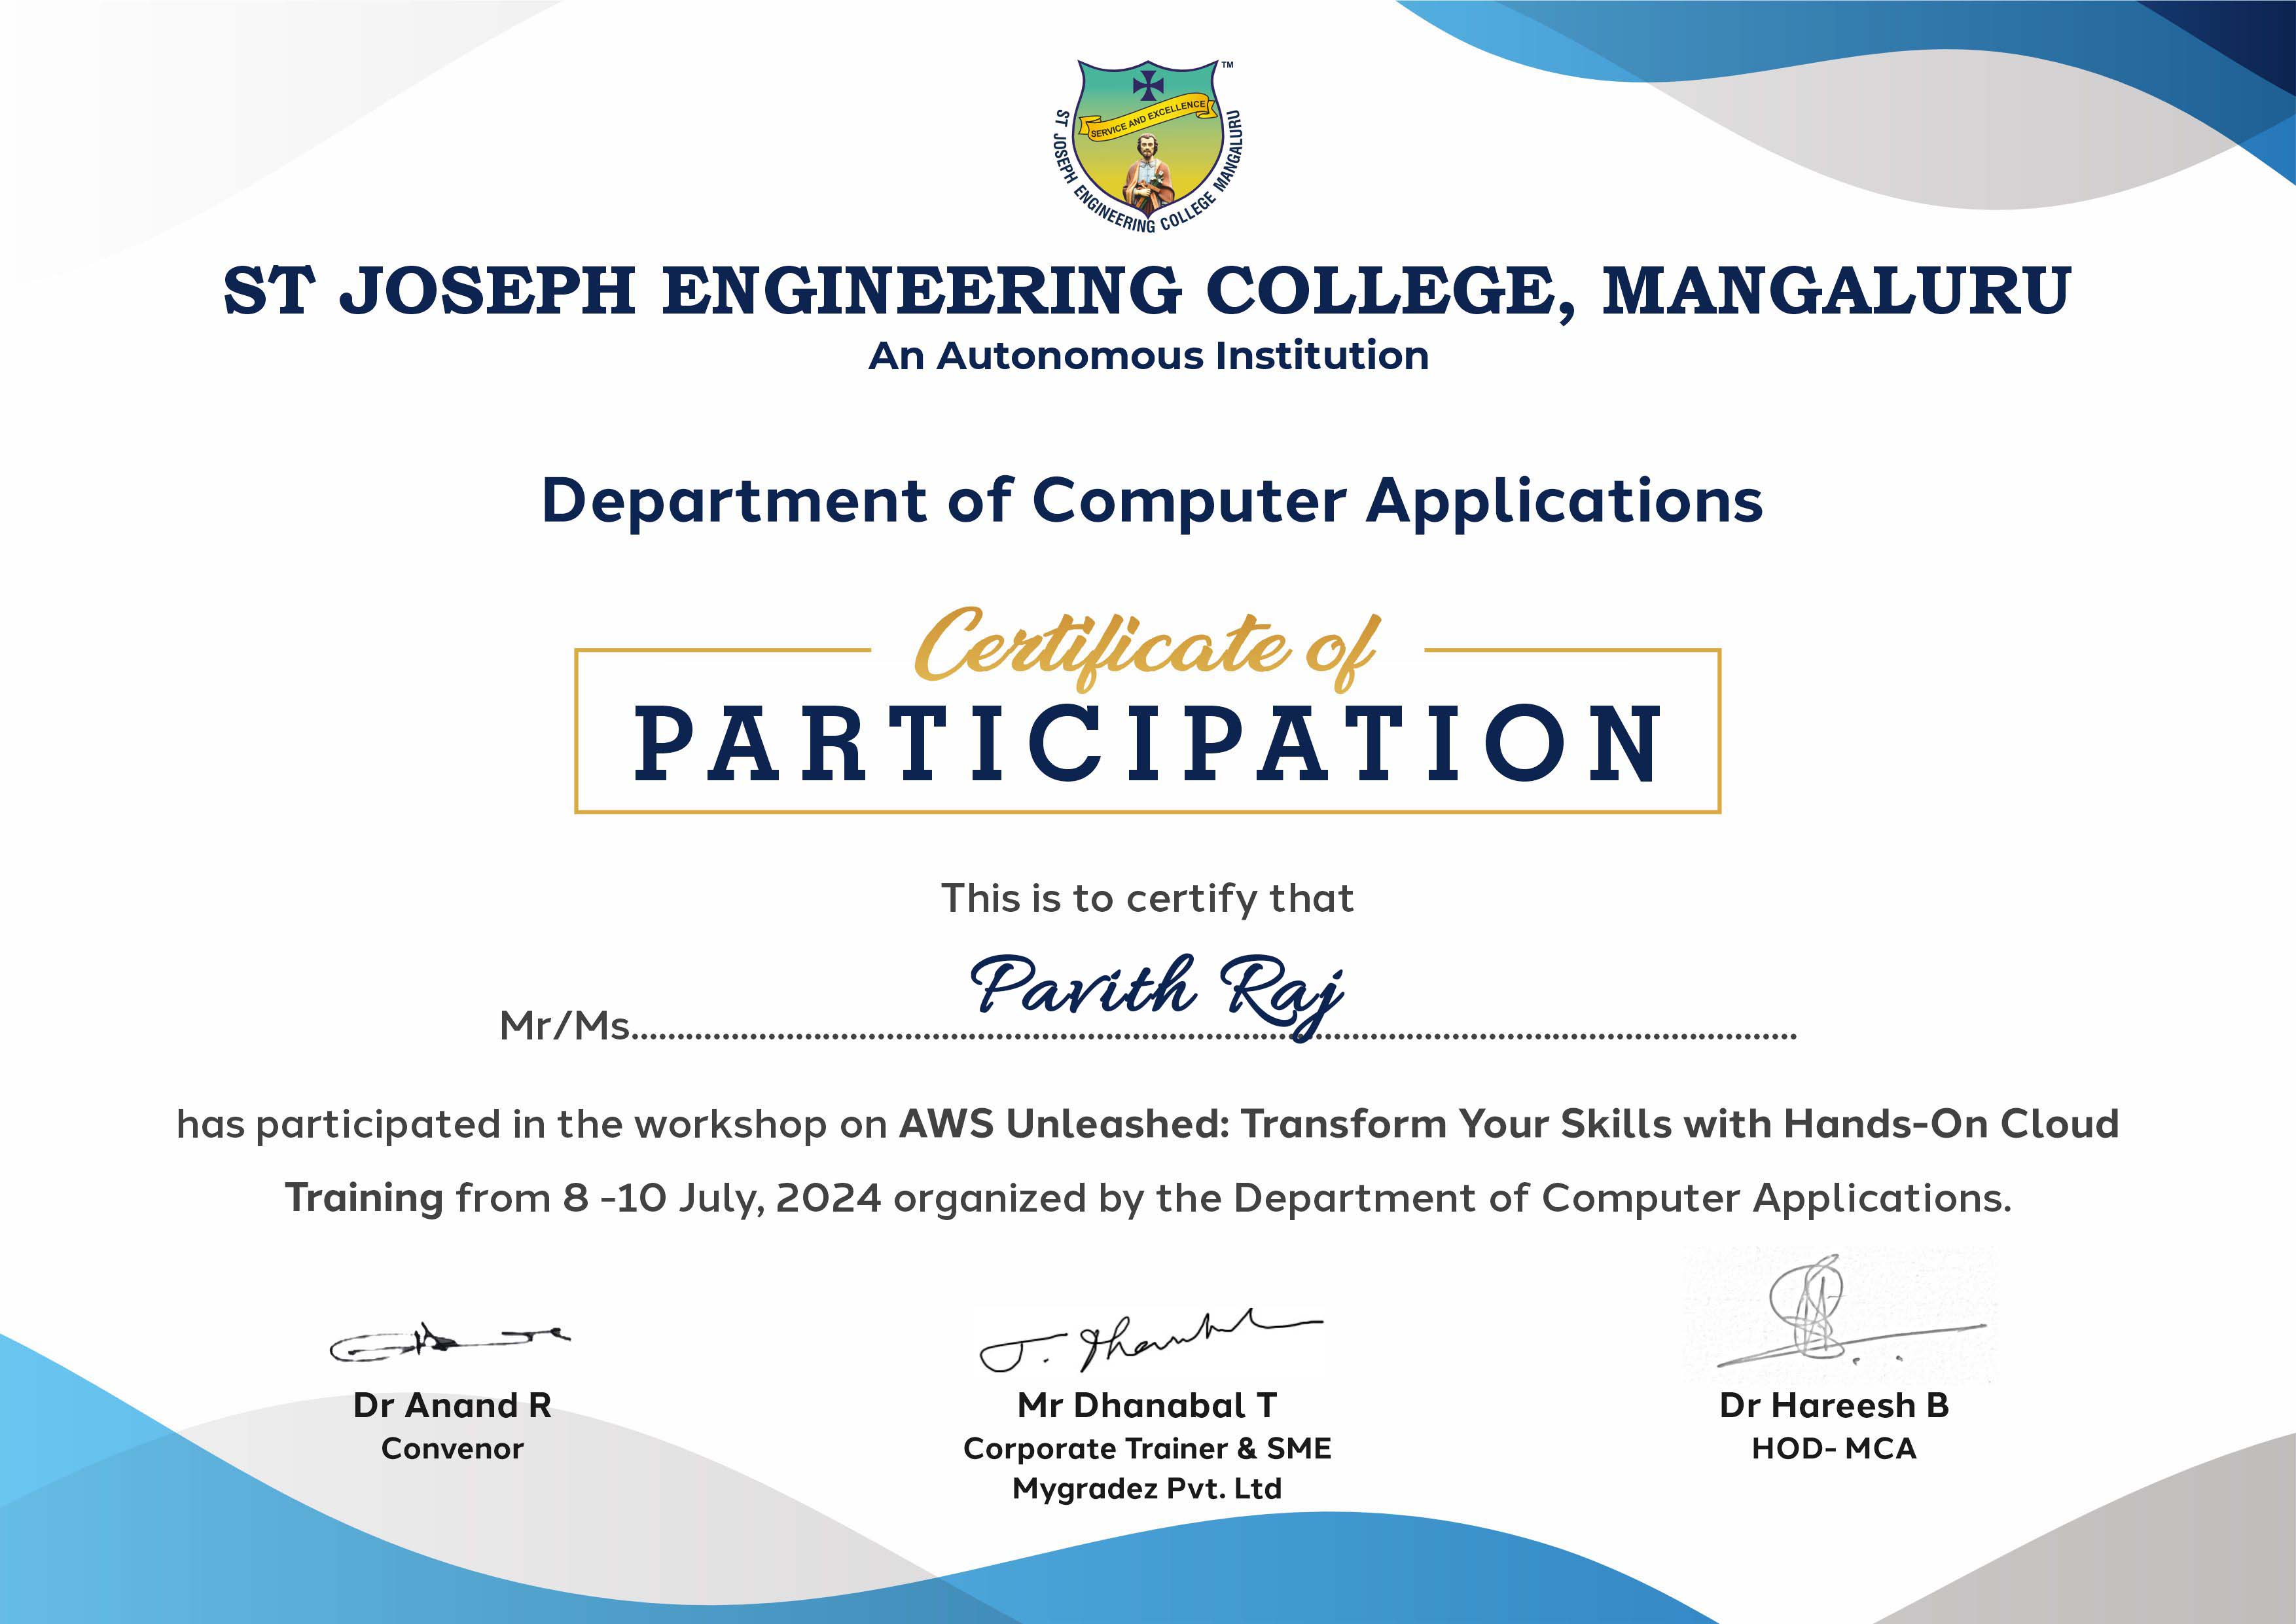 TM
SERVICE AND EXCELLENCE
ST JOSEPH ENGINEERING COLLEGE MANGALURU
ST JOSEPH ENGINEERING COLLEGE, MANGALURU
An Autonomous Institution
Department of Computer Applications
Certificate of
PARTICIPATION
This is to certify that
Pavith Raj
Mr/Ms................................................................................................................................
has participated in the workshop on AWS Unleashed: Transform Your Skills with Hands-On Cloud
Training from 8 -10 July, 2024 organized by the Department of Computer Applications.
J. Dhanabal
Dr Anand R
Convenor
Mr Dhanabal T
Corporate Trainer & SME
Mygradez Pvt. Ltd
Dr Hareesh B
HOD- MCA